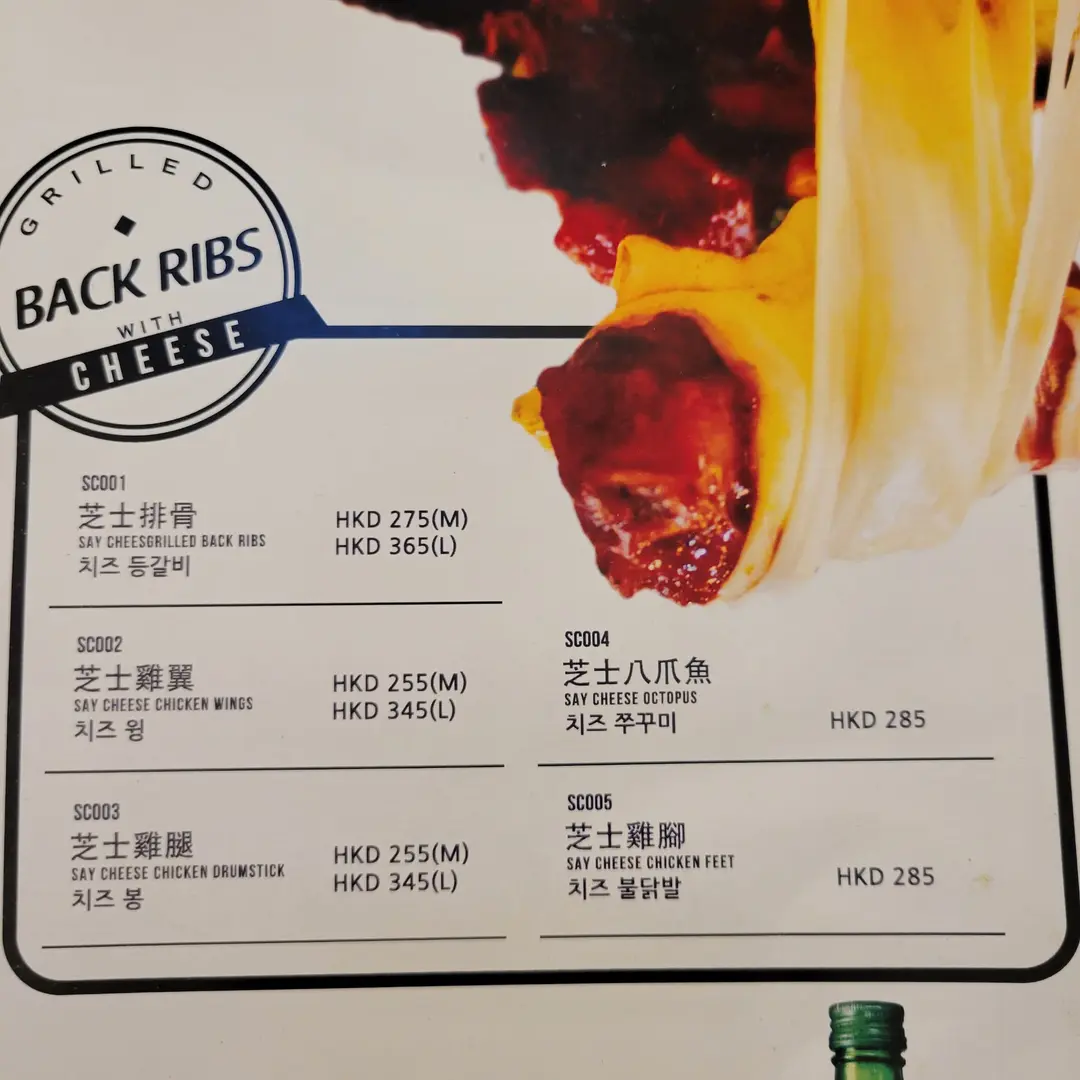 GRILLED
BACK RIBS
WITH
CHEESE
SC001
芝士排骨
SAY CHEESGRILLED BACK RIBS
치즈 등갈비
HKD 275(M)
HKD 365(L)
SC002
芝士雞翼
SAY CHEESE CHICKEN WINGS
치즈 윙
HKD 255(M)
HKD 345(L)
SC003
芝士雞腿
SAY CHEESE CHICKEN DRUMSTICK
치즈 봉
HKD 255(M)
HKD 345(L)
SC004
芝士八爪魚
SAY CHEESE OCTOPUS
치즈 쭈꾸미
HKD 285
SC005
芝士雞腳
SAY CHEESE CHICKEN FEET
치즈 불닭발
HKD 285